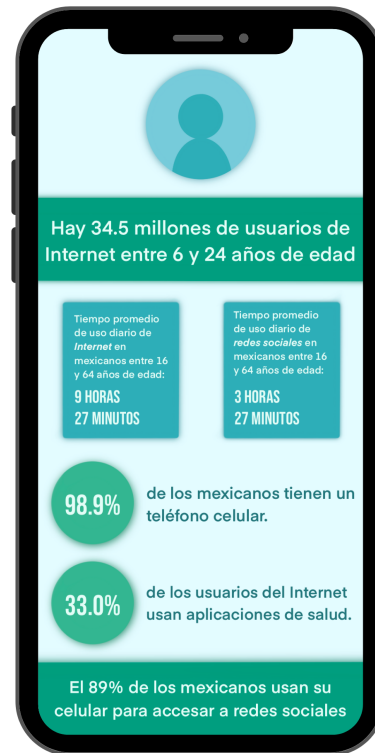 Hay 34.5 millones de usuarios de
Internet entre 6 y 24 años de edad
Tiempo promedio
de uso diario de
Internet en
mexicanos entre 16
y 64 años de edad:
9 HORAS
27 MINUTOS
Tiempo promedio
de uso diario de
redes sociales en
mexicanos entre 16
y 64 años de edad:
3 HORAS
27 MINUTOS
98.9%
de los mexicanos tienen un
teléfono celular.
33.0%
de los usuarios del Internet
usan aplicaciones de salud.
El 89% de los mexicanos usan su
celular para accesar a redes sociales